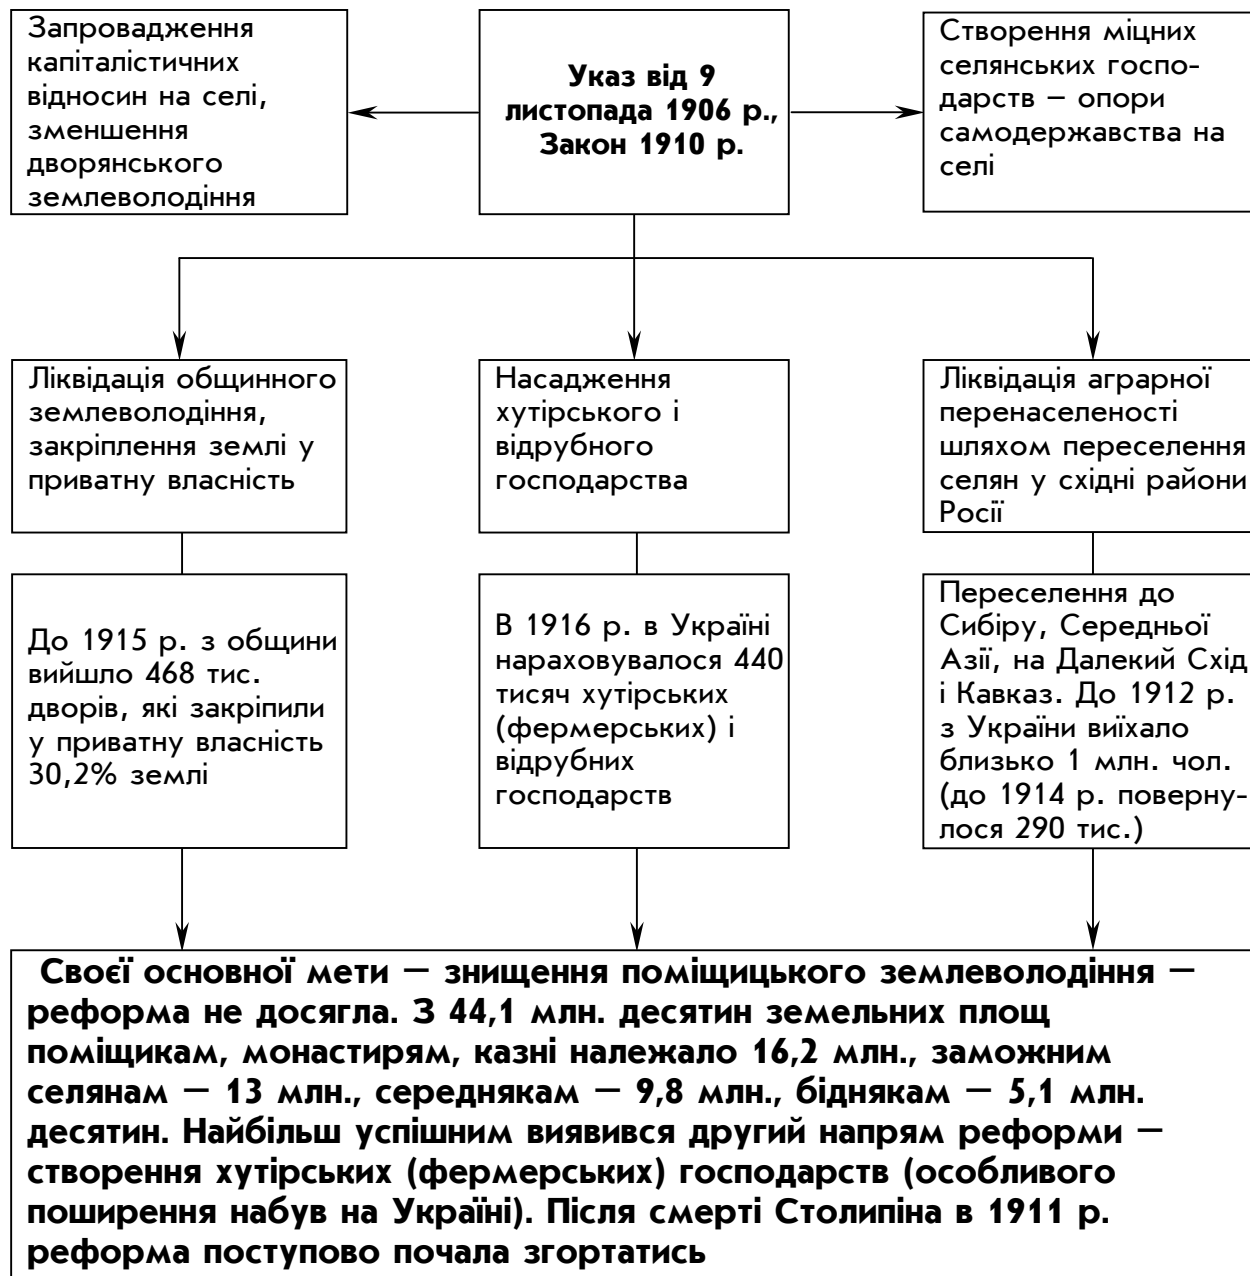 Запровадження
капіталістичних
відносин на селі,
зменшення
дворянського
землеволодіння
Указ від 9
листопада 1906 р.,
Закон 1910 р.
Створення міцних
селянських госпо-
дарств – опори
самодержавства на
селі
Ліквідація общинного
землеволодіння,
закріплення землі у
приватну власність
Насадження
хутірського і
відрубного
господарства
Ліквідація аграрної
перенаселеності
шляхом переселення
селян у східні райони
Росії
До 1915 р. з общини
вийшло 468 тис.
дворів, які закріпили
у приватну власність
30,2% землі
В 1916 р. в Україні
нараховувалося 440
тисяч хутірських
(фермерських) і
відрубних
господарств
Переселення до
Сибіру, Середньої
Азії, на Далекий Схід
і Кавказ. До 1912 р.
з України виїхало
близько 1 млн. чол.
(до 1914 р. поверну-
лося 290 тис.)
Своєї основної мети – знищення поміщицького землеволодіння –
реформа не досягла. З 44,1 млн. десятин земельних площ
поміщикам, монастирям, казні належало 16,2 млн., заможним
селянам – 13 млн., середнякам – 9,8 млн., біднякам – 5,1 млн.
десятин. Найбільш успішним виявився другий напрям реформи –
створення хутірських (фермерських) господарств (особливого
поширення набув на Україні). Після смерті Столипіна в 1911 р.
реформа поступово почала згортатись